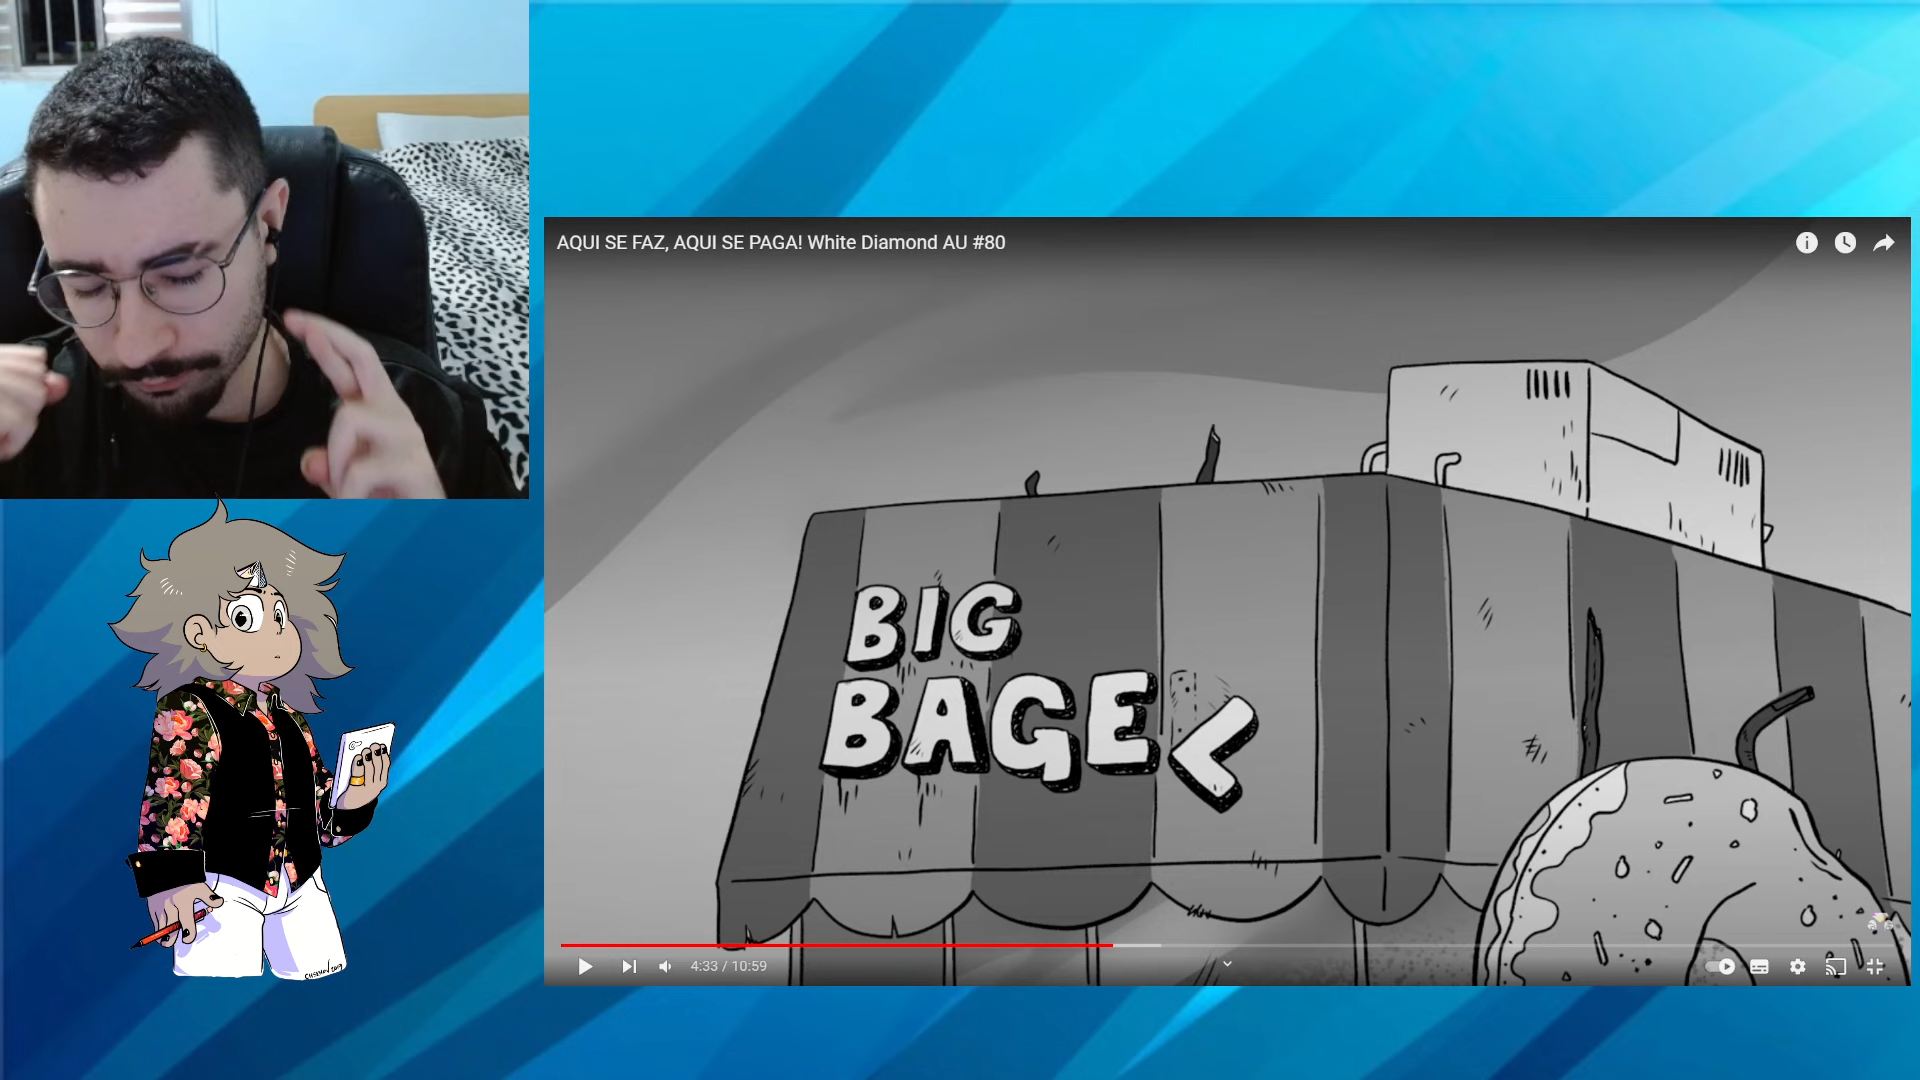 AQUI SE FAZ, AQUI SE PAGA! White Diamond AU #80
BIG
BAGEL
4:33 / 10:59